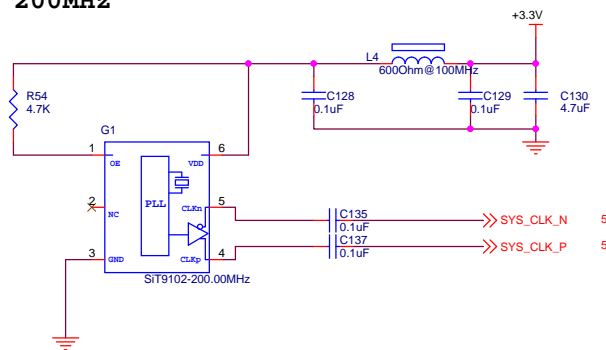 200MHz
+3.3V
L4
600Ohm@100MHz
R54
4.7K
C128
0.1uF
C129
0.1uF
C130
4.7uF
G1
1
6
OE
VDD
2
NC
PLL
CLKn
5
C135
0.1uF
SYS_CLK_N
5
C137
0.1uF
SYS_CLK_P
5
3
GND
CLKp
4
SiT9102-200.00MHz